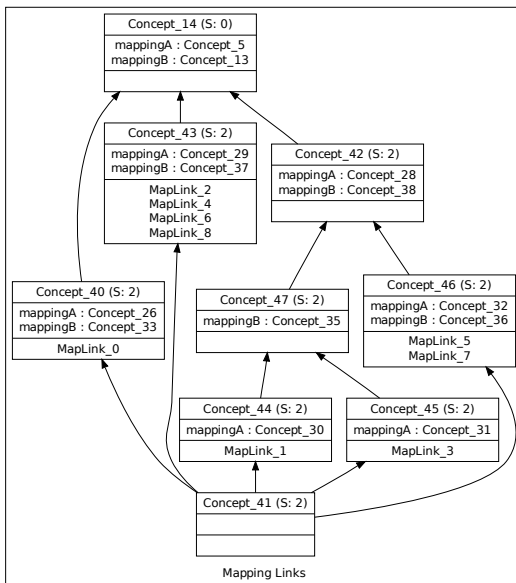 Concept_14 (S: 0)
mappingA : Concept_5
mappingB : Concept_13
Concept_43 (S: 2)
mappingA : Concept_29
mappingB : Concept_37
MapLink_2
MapLink_4
MapLink_6
MapLink_8
Concept_42 (S: 2)
mappingA : Concept_28
mappingB : Concept_38
Concept_40 (S: 2)
mappingA : Concept_26
mappingB : Concept_33
MapLink_0
Concept_47 (S: 2)
mappingB : Concept_35
Concept_46 (S: 2)
mappingA : Concept_32
mappingB : Concept_36
MapLink_5
MapLink_7
Concept_44 (S: 2)
mappingA : Concept_30
MapLink_1
Concept_45 (S: 2)
mappingA : Concept_31
MapLink_3
Concept_41 (S: 2)
Mapping Links